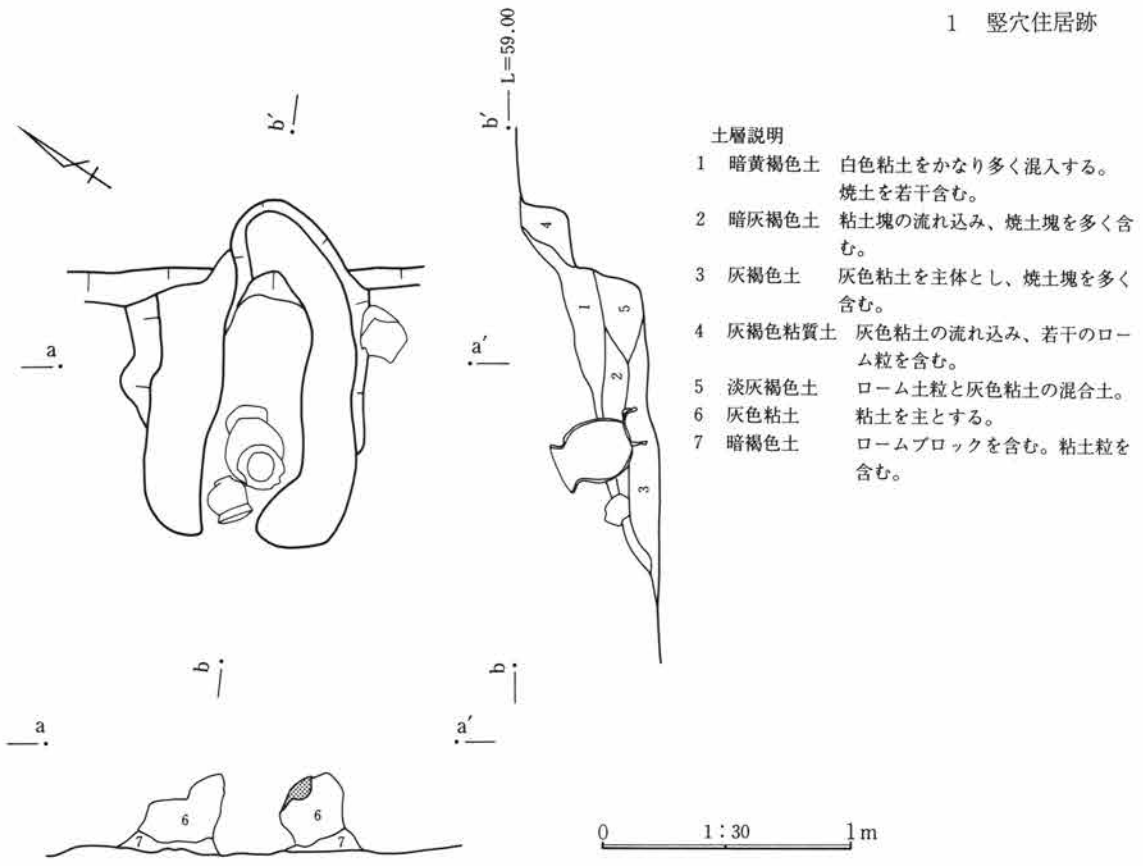 1 竪穴住居跡
L=59.00
b′
b′
土層説明
1 暗黄褐色土 白色粘土をかなり多く混入する。
焼土を若干含む。
2 暗灰褐色土 粘土塊の流れ込み、焼土塊を多く含
む。
3 灰褐色土 灰色粘土を主体とし、焼土塊を多く
含む。
4 灰褐色粘質土 灰色粘土の流れ込み、若干のロー
ム粒を含む。
5 淡灰褐色土 ローム土粒と灰色粘土の混合土。
6 灰色粘土 粘土を主とする。
7 暗褐色土 ロームブロックを含む。粘土粒を
含む。
4
1
5
2
3
a
a′
b
b
a
a′
6
6
7
7
0 1:30 1m